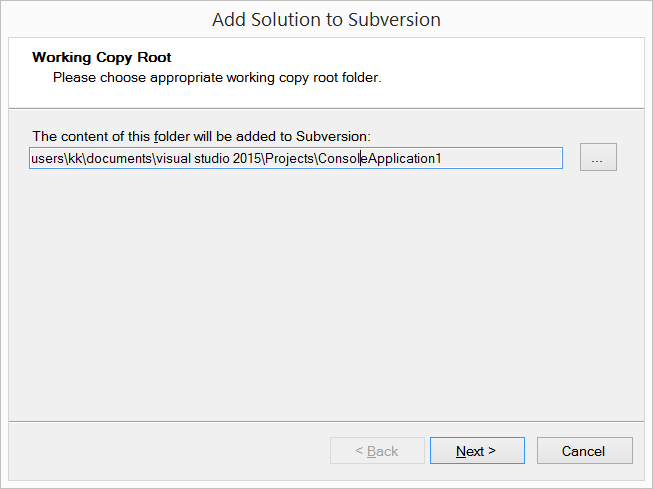 Add Solution to Subversion
Working Copy Root
Please choose appropriate working copy root folder.
The content of this folder will be added to Subversion:
users\kk\documents\visual studio 2015\Projects\ConsoleApplication1
...
< Back
Next >
Cancel